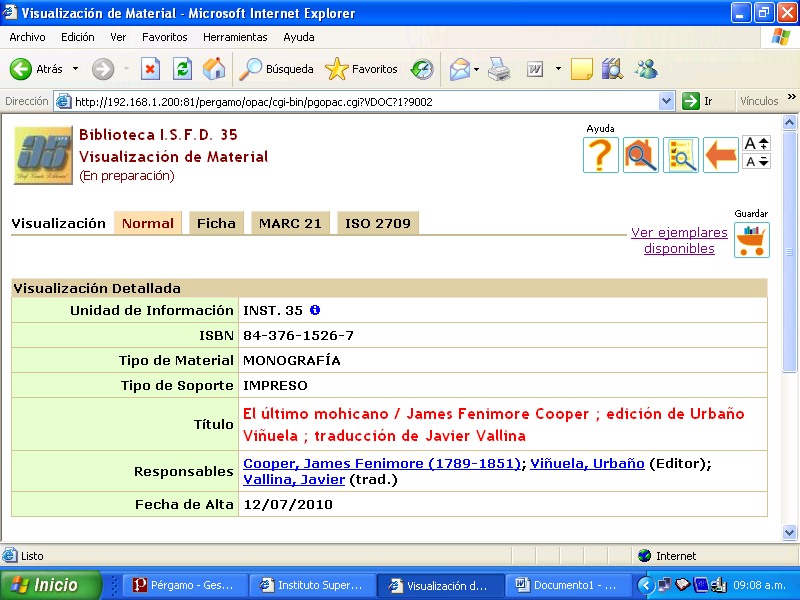 Visualización de Material - Microsoft Internet Explorer
Archivo Edición Ver Favoritos Herramientas Ayuda
Atrás Búsqueda Favoritos
Dirección http://192.168.1.200:81/pergamo/opac/cgi-bin/pgopac.cgi?VDOC?1?9002 Ir Vínculos »
35
Biblioteca I.S.F.D. 35
Visualización de Material
(En preparación)
Ayuda
A
A
Visualización Normal Ficha MARC 21 ISO 2709
Guardar
Ver ejemplares
disponibles
Visualización Detallada
Unidad de Información INST. 35
ISBN 84-376-1526-7
Tipo de Material MONOGRAFÍA
Tipo de Soporte IMPRESO
Título El último mohicano / James Fenimore Cooper ; edición de Urbaño
Viñuela ; traducción de Javier Vallina
Responsables Cooper, James Fenimore (1789-1851); Viñuela, Urbaño (Editor);
Vallina, Javier (trad.)
Fecha de Alta 12/07/2010
Listo Internet
Inicio Pérgamo - Ges... Instituto Super... Visualización d... Documento1 - ... 09:08 a.m.